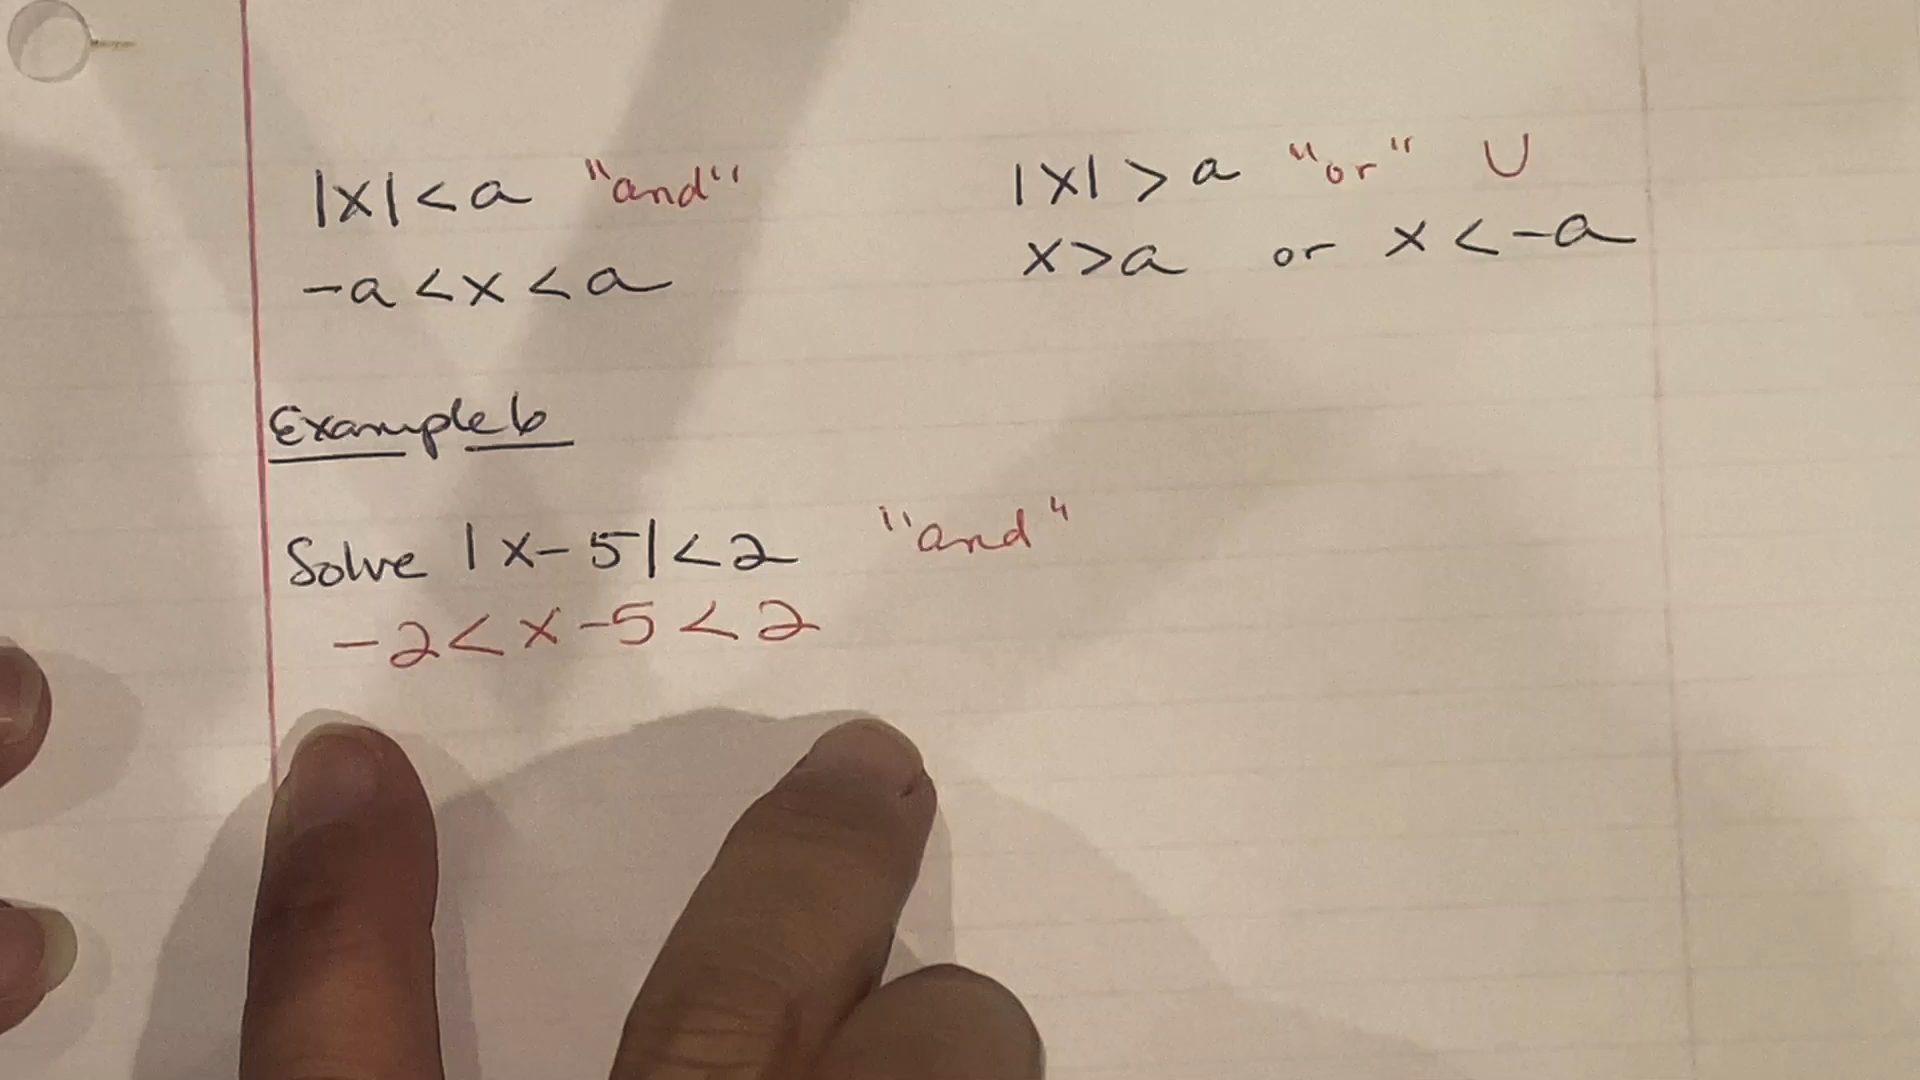 |x| < a "and"
-a < x < a
|x| > a "or" ∪
x > a or x < -a
Example 6
Solve |x - 5| < 2 "and"
-2 < x - 5 < 2